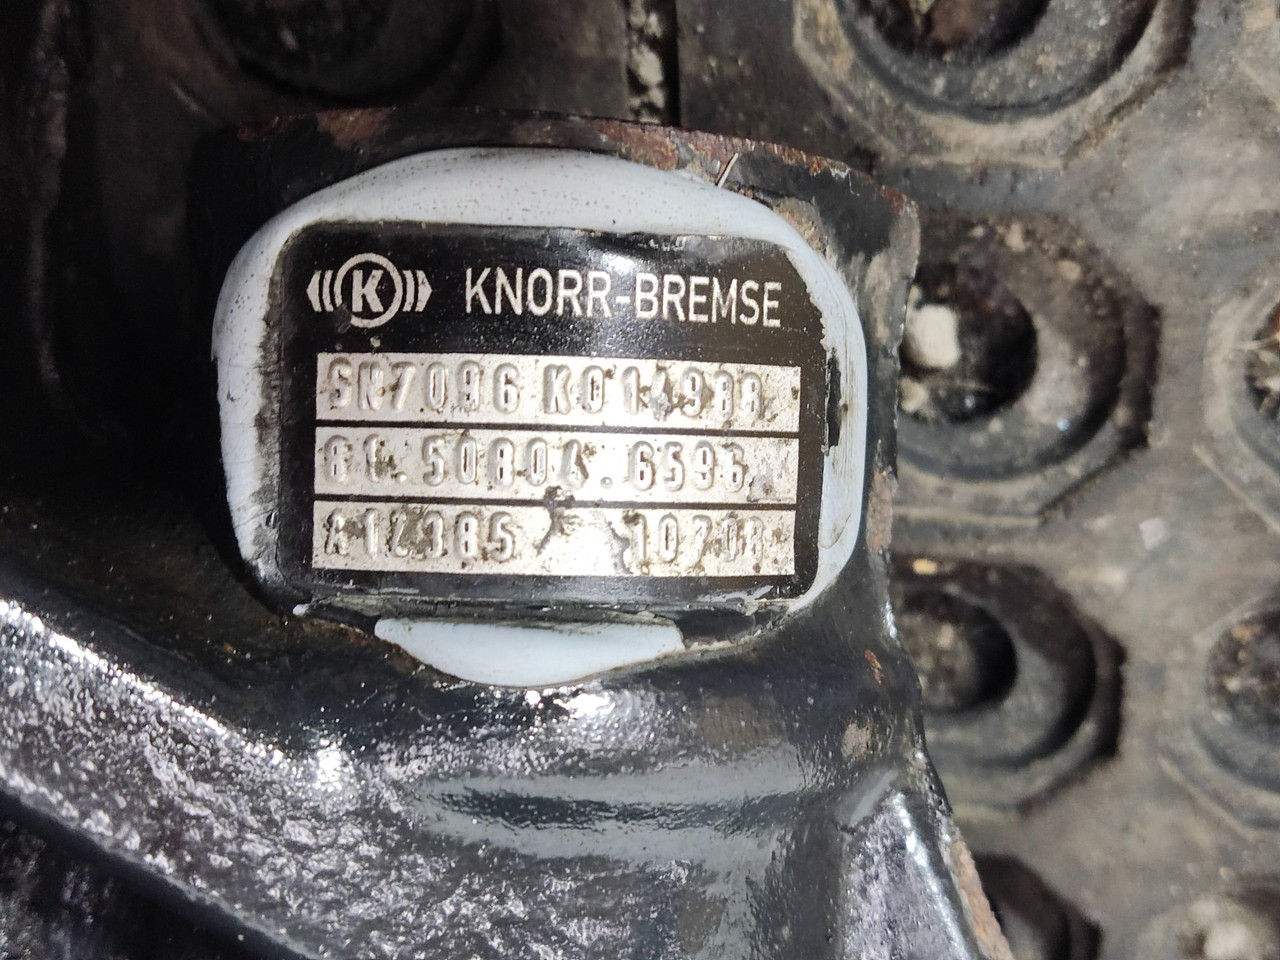 K KNORR-BREMSE
SN7096 K014988
81.50804.6596
A12385 10708